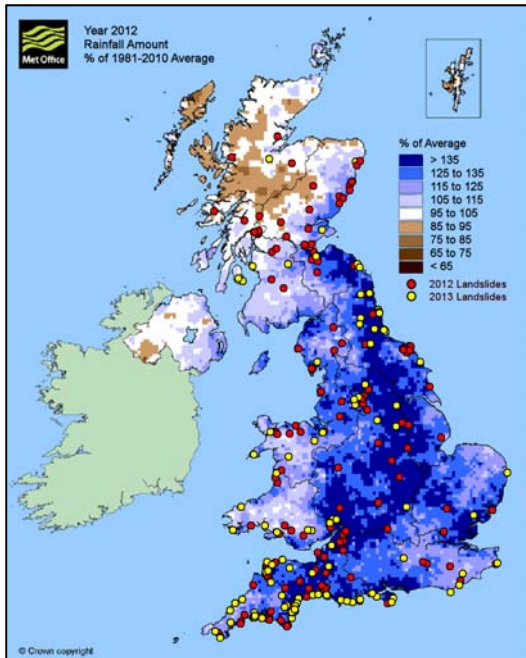 Met Office
Year 2012
Rainfall Amount
% of 1981-2010 Average
% of Average
> 135
125 to 135
115 to 125
105 to 115
95 to 105
85 to 95
75 to 85
65 to 75
< 65
2012 Landslides
2013 Landslides
© Crown copyright